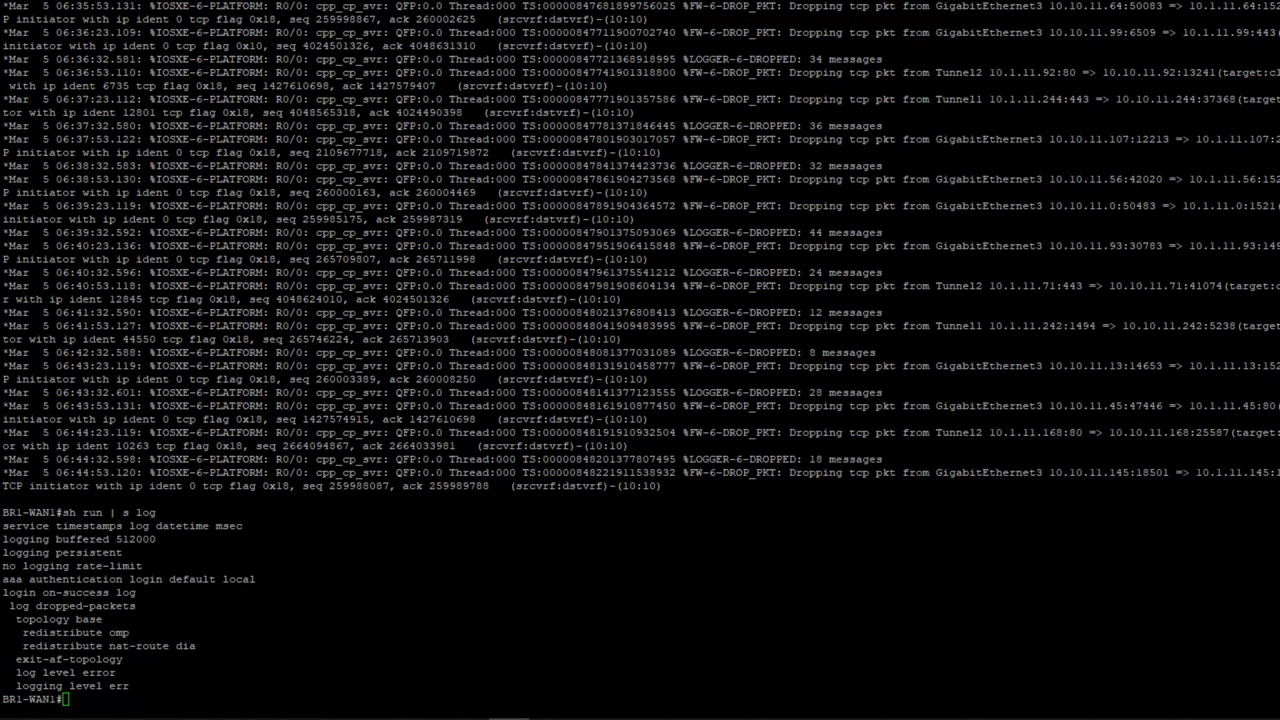 *Mar  5 06:35:53.131: %IOSXE-6-PLATFORM: R0/0: cpp_cp_svr: QFP:0.0 Thread:000 TS:00000847681899756025 %FW-6-DROP_PKT: Dropping tcp pkt from GigabitEthernet3 10.10.11.64:50083 => 10.1.11.64:152
P initiator with ip ident 0 tcp flag 0x18, seq 259998867, ack 260002625   (srcvrf:dstvrf)-(10:10)
*Mar  5 06:36:23.109: %IOSXE-6-PLATFORM: R0/0: cpp_cp_svr: QFP:0.0 Thread:000 TS:00000847711900702740 %FW-6-DROP_PKT: Dropping tcp pkt from GigabitEthernet3 10.10.11.99:6509 => 10.1.11.99:443
initiator with ip ident 0 tcp flag 0x10, seq 4024501326, ack 4048631310   (srcvrf:dstvrf)-(10:10)
*Mar  5 06:36:32.581: %IOSXE-6-PLATFORM: R0/0: cpp_cp_svr: QFP:0.0 Thread:000 TS:00000847721368918995 %LOGGER-6-DROPPED: 34 messages
*Mar  5 06:36:53.110: %IOSXE-6-PLATFORM: R0/0: cpp_cp_svr: QFP:0.0 Thread:000 TS:00000847741901318800 %FW-6-DROP_PKT: Dropping tcp pkt from Tunnel2 10.1.11.92:80 => 10.10.11.92:13241(target:cl
with ip ident 6735 tcp flag 0x18, seq 1427610698, ack 1427579407   (srcvrf:dstvrf)-(10:10)
*Mar  5 06:37:23.112: %IOSXE-6-PLATFORM: R0/0: cpp_cp_svr: QFP:0.0 Thread:000 TS:00000847771901357586 %FW-6-DROP_PKT: Dropping tcp pkt from Tunnel1 10.1.11.244:443 => 10.10.11.244:37368(target
tor with ip ident 12801 tcp flag 0x18, seq 4048565318, ack 4024490398   (srcvrf:dstvrf)-(10:10)
*Mar  5 06:37:32.580: %IOSXE-6-PLATFORM: R0/0: cpp_cp_svr: QFP:0.0 Thread:000 TS:00000847781371846445 %LOGGER-6-DROPPED: 36 messages
*Mar  5 06:37:53.122: %IOSXE-6-PLATFORM: R0/0: cpp_cp_svr: QFP:0.0 Thread:000 TS:00000847801903017057 %FW-6-DROP_PKT: Dropping tcp pkt from GigabitEthernet3 10.10.11.107:12213 => 10.1.11.107:2
P initiator with ip ident 0 tcp flag 0x18, seq 2109677718, ack 2109719872   (srcvrf:dstvrf)-(10:10)
*Mar  5 06:38:32.583: %IOSXE-6-PLATFORM: R0/0: cpp_cp_svr: QFP:0.0 Thread:000 TS:00000847841374423736 %LOGGER-6-DROPPED: 32 messages
*Mar  5 06:38:53.130: %IOSXE-6-PLATFORM: R0/0: cpp_cp_svr: QFP:0.0 Thread:000 TS:00000847861904273568 %FW-6-DROP_PKT: Dropping tcp pkt from GigabitEthernet3 10.10.11.56:42020 => 10.1.11.56:152
P initiator with ip ident 0 tcp flag 0x18, seq 260000163, ack 260004469   (srcvrf:dstvrf)-(10:10)
*Mar  5 06:39:23.119: %IOSXE-6-PLATFORM: R0/0: cpp_cp_svr: QFP:0.0 Thread:000 TS:00000847891904364572 %FW-6-DROP_PKT: Dropping tcp pkt from GigabitEthernet3 10.10.11.0:50483 => 10.1.11.0:1521
initiator with ip ident 0 tcp flag 0x18, seq 259985175, ack 259987319   (srcvrf:dstvrf)-(10:10)
*Mar  5 06:39:32.592: %IOSXE-6-PLATFORM: R0/0: cpp_cp_svr: QFP:0.0 Thread:000 TS:00000847901375093069 %LOGGER-6-DROPPED: 44 messages
*Mar  5 06:40:23.136: %IOSXE-6-PLATFORM: R0/0: cpp_cp_svr: QFP:0.0 Thread:000 TS:00000847951906415848 %FW-6-DROP_PKT: Dropping tcp pkt from GigabitEthernet3 10.10.11.93:30783 => 10.1.11.93:149
P initiator with ip ident 0 tcp flag 0x18, seq 265709807, ack 265711998   (srcvrf:dstvrf)-(10:10)
*Mar  5 06:40:32.596: %IOSXE-6-PLATFORM: R0/0: cpp_cp_svr: QFP:0.0 Thread:000 TS:00000847961375541212 %LOGGER-6-DROPPED: 24 messages
*Mar  5 06:40:53.118: %IOSXE-6-PLATFORM: R0/0: cpp_cp_svr: QFP:0.0 Thread:000 TS:00000847981908604134 %FW-6-DROP_PKT: Dropping tcp pkt from Tunnel2 10.1.11.71:443 => 10.10.11.71:41074(target:c
r with ip ident 12845 tcp flag 0x18, seq 4048624010, ack 4024501326   (srcvrf:dstvrf)-(10:10)
*Mar  5 06:41:32.590: %IOSXE-6-PLATFORM: R0/0: cpp_cp_svr: QFP:0.0 Thread:000 TS:00000848021376808413 %LOGGER-6-DROPPED: 12 messages
*Mar  5 06:41:53.127: %IOSXE-6-PLATFORM: R0/0: cpp_cp_svr: QFP:0.0 Thread:000 TS:00000848041909483995 %FW-6-DROP_PKT: Dropping tcp pkt from Tunnel1 10.1.11.242:1494 => 10.10.11.242:5238(target
tor with ip ident 44550 tcp flag 0x18, seq 265746224, ack 265713903   (srcvrf:dstvrf)-(10:10)
*Mar  5 06:42:32.588: %IOSXE-6-PLATFORM: R0/0: cpp_cp_svr: QFP:0.0 Thread:000 TS:00000848081377031089 %LOGGER-6-DROPPED: 8 messages
*Mar  5 06:43:23.119: %IOSXE-6-PLATFORM: R0/0: cpp_cp_svr: QFP:0.0 Thread:000 TS:00000848131910458777 %FW-6-DROP_PKT: Dropping tcp pkt from GigabitEthernet3 10.10.11.13:14653 => 10.1.11.13:152
P initiator with ip ident 0 tcp flag 0x18, seq 260003389, ack 260008250   (srcvrf:dstvrf)-(10:10)
*Mar  5 06:43:32.601: %IOSXE-6-PLATFORM: R0/0: cpp_cp_svr: QFP:0.0 Thread:000 TS:00000848141377123555 %LOGGER-6-DROPPED: 28 messages
*Mar  5 06:43:53.131: %IOSXE-6-PLATFORM: R0/0: cpp_cp_svr: QFP:0.0 Thread:000 TS:00000848161910877450 %FW-6-DROP_PKT: Dropping tcp pkt from GigabitEthernet3 10.10.11.45:47446 => 10.1.11.45:80(
initiator with ip ident 0 tcp flag 0x18, seq 1427574915, ack 1427610698   (srcvrf:dstvrf)-(10:10)
*Mar  5 06:44:23.119: %IOSXE-6-PLATFORM: R0/0: cpp_cp_svr: QFP:0.0 Thread:000 TS:00000848191910932504 %FW-6-DROP_PKT: Dropping tcp pkt from Tunnel2 10.1.11.168:80 => 10.10.11.168:25587(target:
or with ip ident 10263 tcp flag 0x18, seq 2664094867, ack 2664033981   (srcvrf:dstvrf)-(10:10)
*Mar  5 06:44:32.598: %IOSXE-6-PLATFORM: R0/0: cpp_cp_svr: QFP:0.0 Thread:000 TS:00000848201377807495 %LOGGER-6-DROPPED: 18 messages
*Mar  5 06:44:53.120: %IOSXE-6-PLATFORM: R0/0: cpp_cp_svr: QFP:0.0 Thread:000 TS:00000848221911538932 %FW-6-DROP_PKT: Dropping tcp pkt from GigabitEthernet3 10.10.11.145:18501 => 10.1.11.145:1
TCP initiator with ip ident 0 tcp flag 0x18, seq 259988087, ack 259989788   (srcvrf:dstvrf)-(10:10)
BR1-WAN1#sh run | s log
service timestamps log datetime msec
logging buffered 512000
logging persistent
no logging rate-limit
aaa authentication login default local
login on-success log
 log dropped-packets
  topology base
   redistribute omp
   redistribute nat-route dia
  exit-af-topology
  log level error
  logging level err
BR1-WAN1#